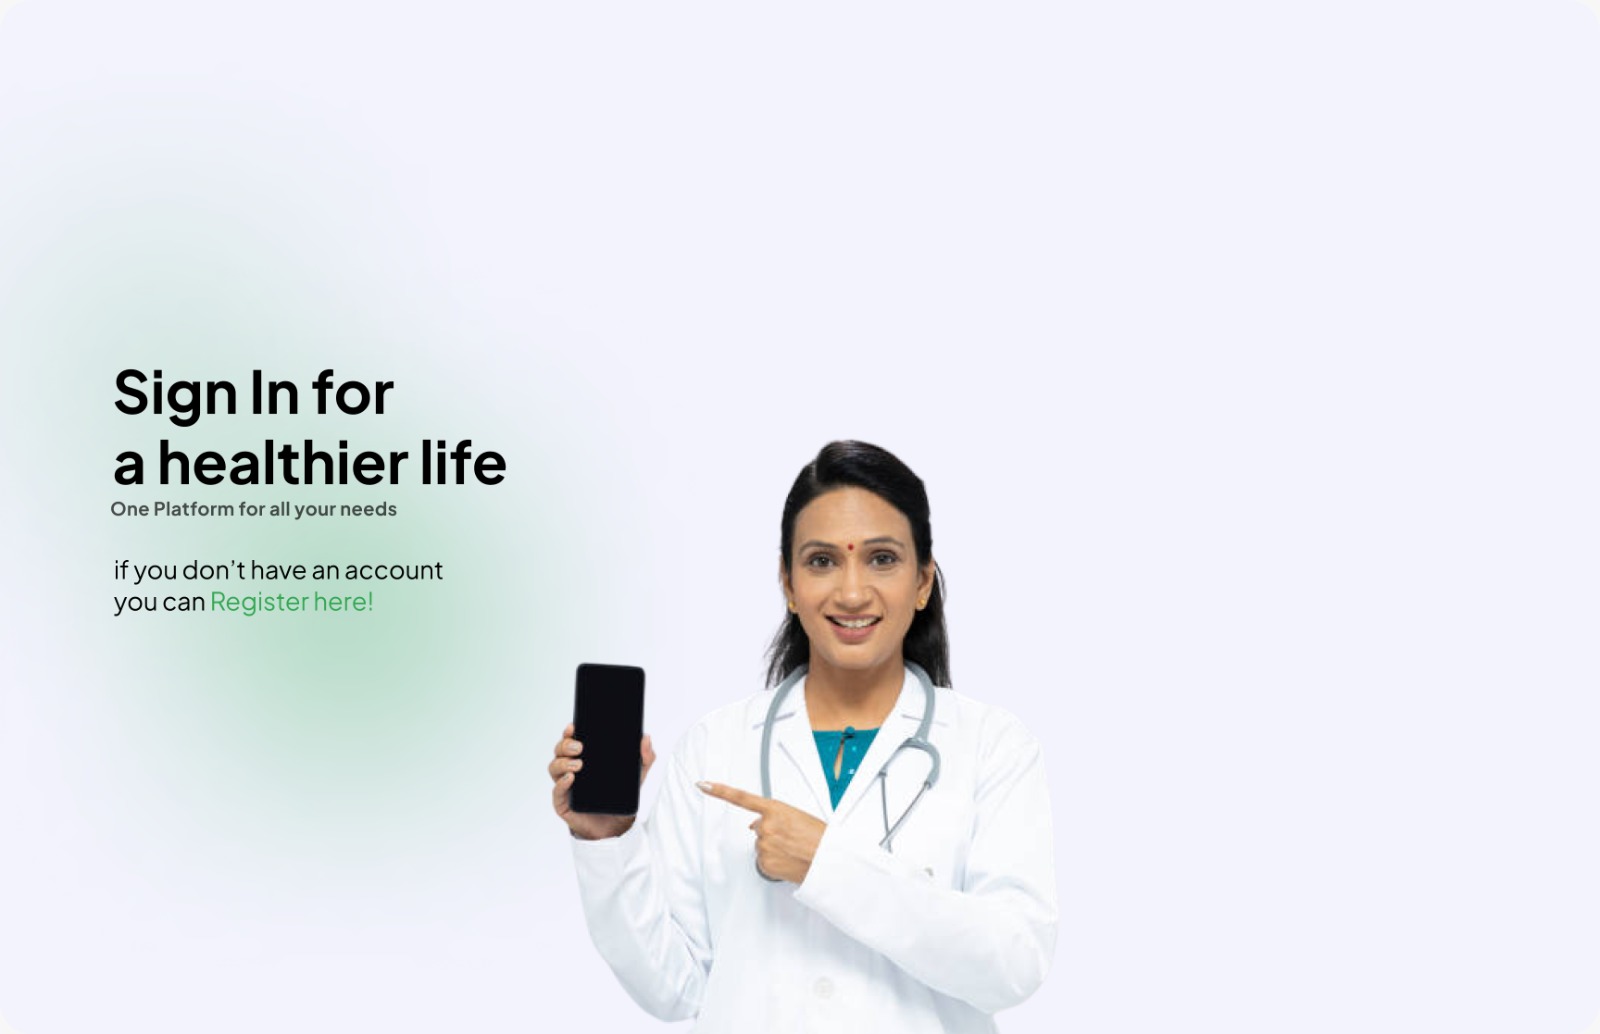 Sign In for
a healthier life
One Platform for all your needs
if you don’t have an account
you can Register here!